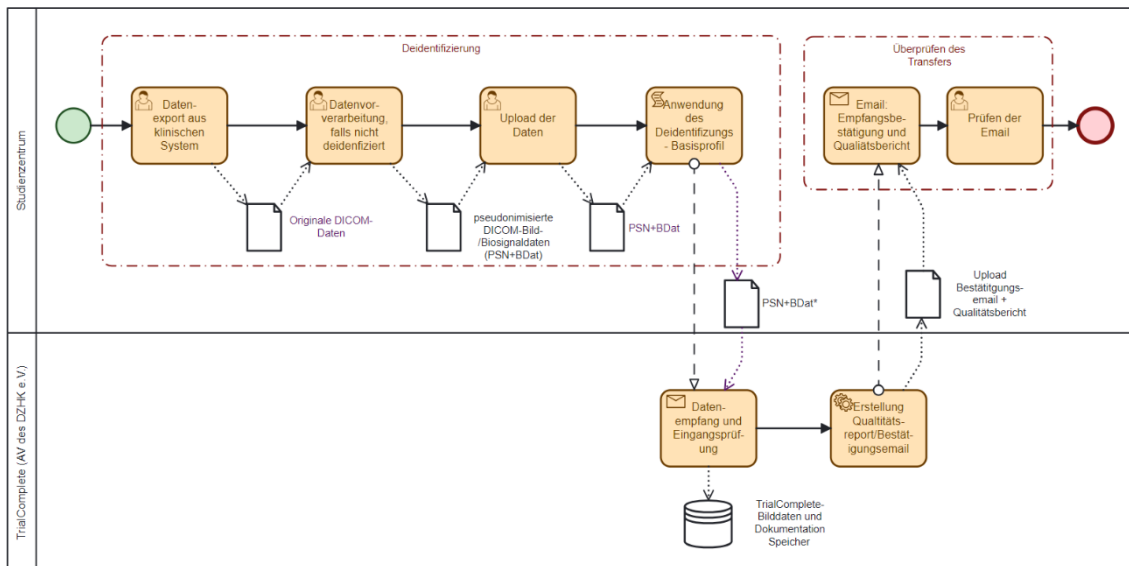 Studienzentrum
Deidentifizierung
Daten-
export aus
klinischen
System
Datenvor-
verarbeitung,
falls nicht
deidenfiziert
Upload der
Daten
Anwendung
des
Deidentifizungs
- Basisprofil
Originale DICOM-
Daten
pseudonimisierte
DICOM-Bild-
/Biosignaldaten
(PSN+BDat)
PSN+BDat
PSN+BDat*
Überprüfen des
Transfers
Email:
Empfangsbe-
stätigung und
Qualiätsbericht
Prüfen der
Email
Upload
Bestätitgungs-
email +
Qualitätsbericht
TrialComplete (AV des DZHK e.V.)
Daten-
empfang und
Eingangsprüf-
ung
Erstellung
Qualtitäts-
report/Bestät-
igungsemail
TrialComplete-
Bilddaten und
Dokumentation
Speicher